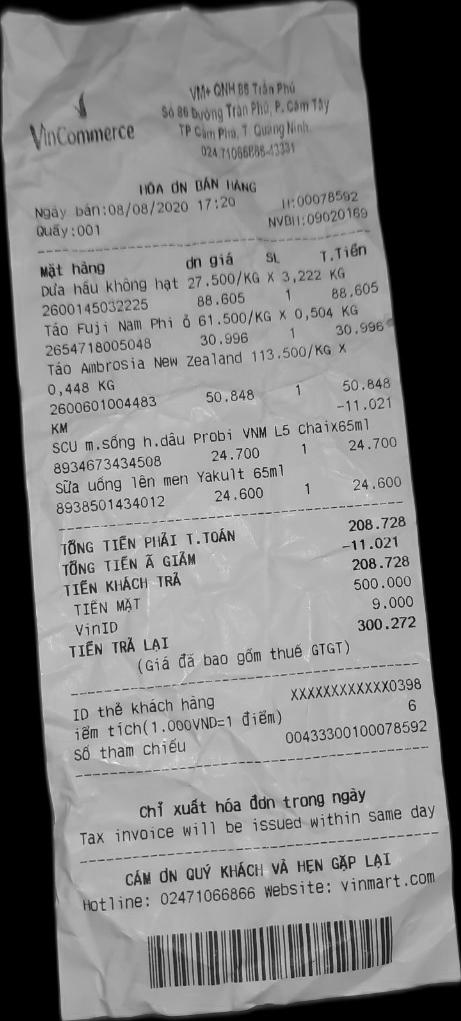 VinCommerce
VM+ QNH 86 Trần Phú
Số 86 Đường Trần Phú, P. Cẩm Tây
TP Cẩm Phả, T. Quảng Ninh
024.71066866-43331
HÓA ƠN BÁN HÀNG
Ngày bán:08/08/2020 17:20 H:00078592
Quầy:001 NVBH:09020169
Mặt hàng ơn giá SL T.Tiền
Dưa hấu không hạt 27.500/KG X 3,222 KG
2600145032225 88.605 1 88.605
Táo Fuji Nam Phi ỏ 61.500/KG X 0,504 KG
2654718005048 30.996 1 30.996
Táo Ambrosia New Zealand 113.500/KG X
0,448 KG
2600601004483 50.848 1 50.848
KM -11.021
SCU m.sống h.dâu Probi VNM L5 chaix65ml
8934673434508 24.700 1 24.700
Sữa uống lên men Yakult 65ml
8938501434012 24.600 1 24.600
TỔNG TIỀN PHẢI T.TOÁN 208.728
TỔNG TIỀN Ã GIẢM -11.021
TIỀN KHÁCH TRẢ 208.728
TIỀN MẶT 500.000
VinID 9.000
TIỀN TRẢ LẠI 300.272
(Giá đã bao gồm thuế GTGT)
ID thẻ khách hàng XXXXXXXXXXXX0398
iểm tích(1.000VND=1 điểm) 6
Số tham chiếu 00433300100078592
Chỉ xuất hóa đơn trong ngày
Tax invoice will be issued within same day
CẢM ƠN QUÝ KHÁCH VÀ HẸN GẶP LẠI
Hotline: 02471066866 Website: vinmart.com